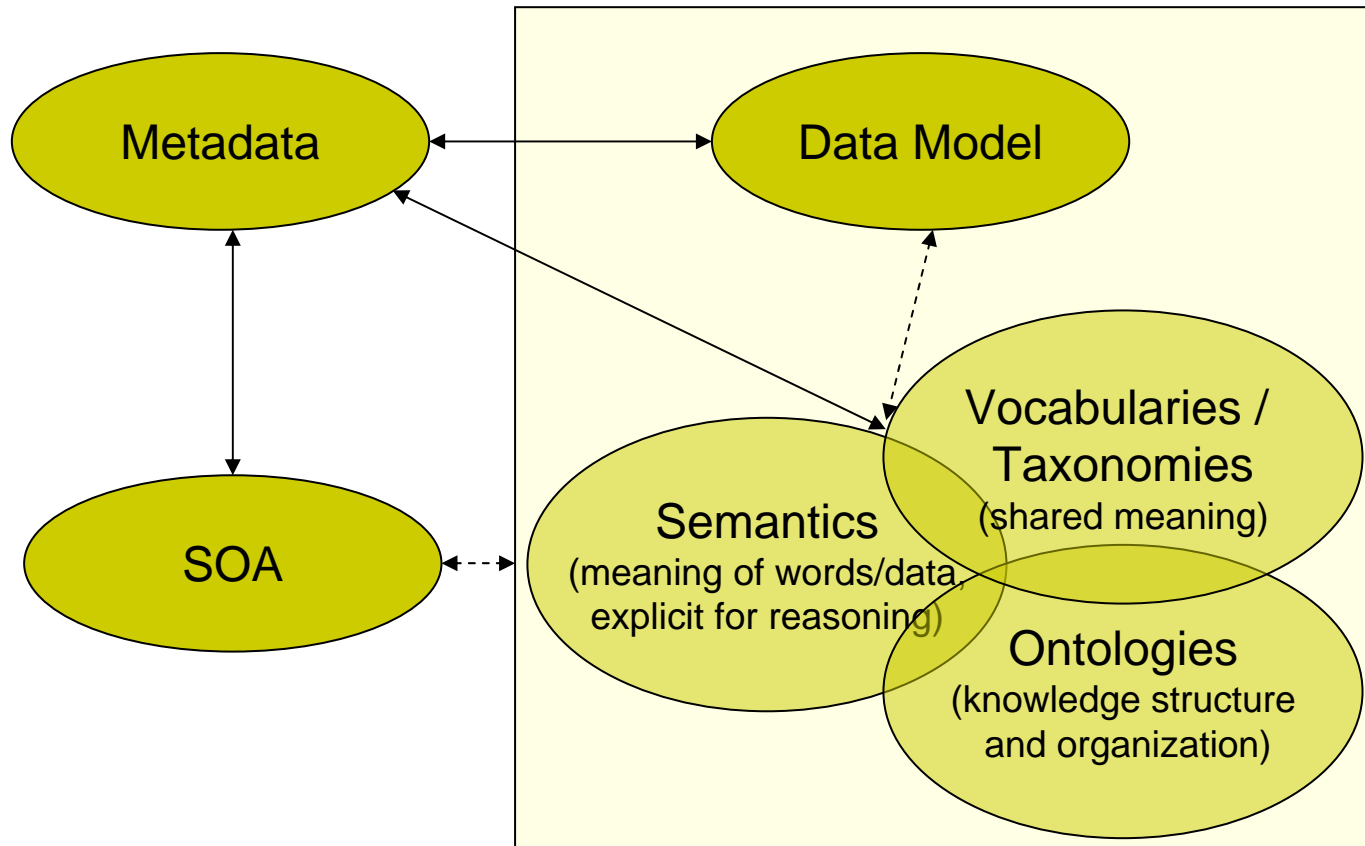 Metadata
Data Model
SOA
Semantics
(meaning of words/data,
explicit for reasoning)
Vocabularies /
Taxonomies
(shared meaning)
Ontologies
(knowledge structure
and organization)